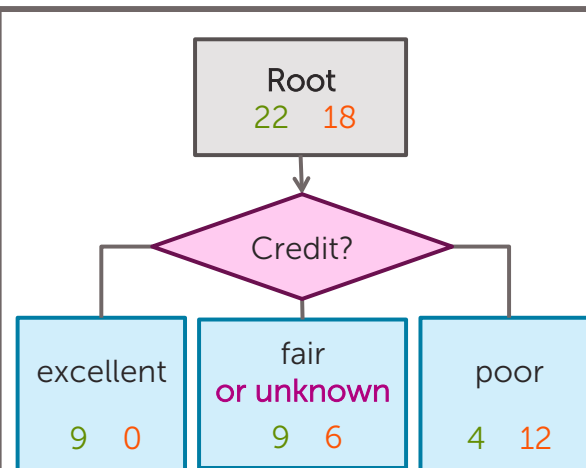 Root
22 18
Credit?
excellent
9 0
fair
or unknown
9 6
poor
4 12